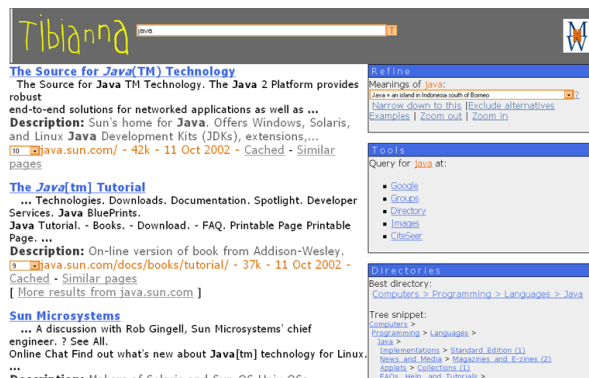 Tibianna
java T
The Source for Java(TM) Technology
The Source for Java TM Technology. The Java 2 Platform provides
robust
end-to-end solutions for networked applications as well as ...
Description: Sun's home for Java. Offers Windows, Solaris,
and Linux Java Development Kits (JDKs), extensions,...
10 java.sun.com/ - 42k - 11 Oct 2002 - Cached - Similar
pages
The Java[tm] Tutorial
... Technologies. Downloads. Documentation. Spotlight. Developer
Services. Java BluePrints.
Java Tutorial. - Books. - Download. - FAQ. Printable Page Printable
Page. ...
Description: On-line version of book from Addison-Wesley.
9 java.sun.com/docs/books/tutorial/ - 37k - 11 Oct 2002 -
Cached - Similar pages
[ More results from java.sun.com ]
Sun Microsystems
... A discussion with Rob Gingell, Sun Microsystems' chief
engineer. ? See All.
Online Chat Find out what's new about Java[tm] technology for Linux.
...
W
Refine
Meanings of java:
Java = an island in Indonesia south of Borneo ?
Narrow down to this |Exclude alternatives
Examples | Zoom out | Zoom in
Tools
Query for java at:
Google
Groups
Directory
Images
CiteSeer
Directories
Best directory:
Computers > Programming > Languages > Java
Tree snippet:
Computers >
Programming > Languages >
Java >
Implementations > Standard Edition (1)
News and Media > Magazines and E-zines (2)
Applets > Collections (1)
FAQs, Help, and Tutorials >